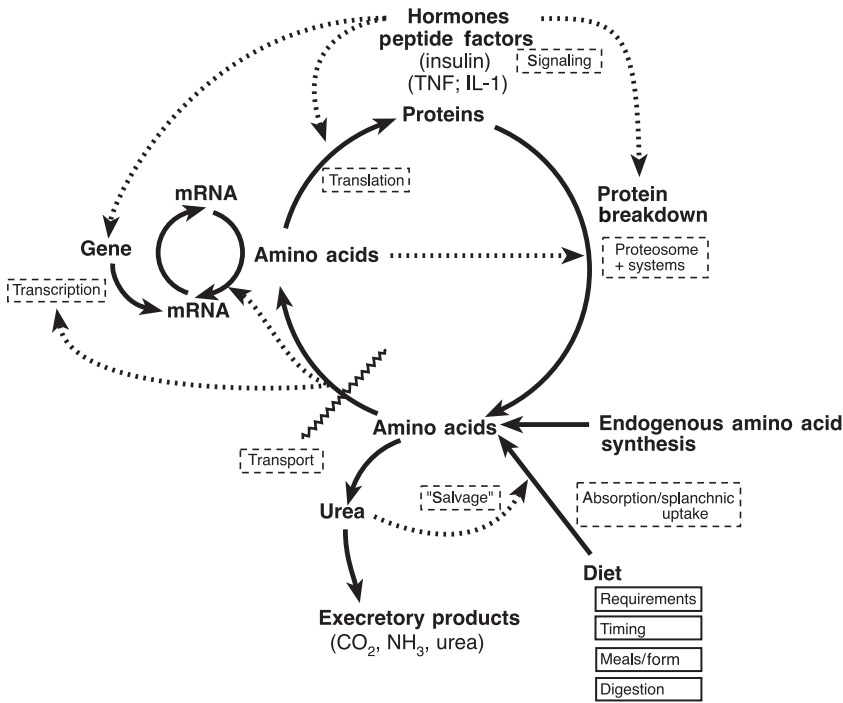 Hormones
peptide factors
(insulin)
(TNF; IL-1)
Signaling
Proteins
Translation
mRNA
Protein
breakdown
Gene
Amino acids
Proteosome
+ systems
Transcription
mRNA
Amino acids
Endogenous amino acid
synthesis
Transport
"Salvage"
Absorption/splanchnic
uptake
Urea
Diet
Requirements
Execretory products
Timing
(CO₂, NH₃, urea)
Meals/form
Digestion